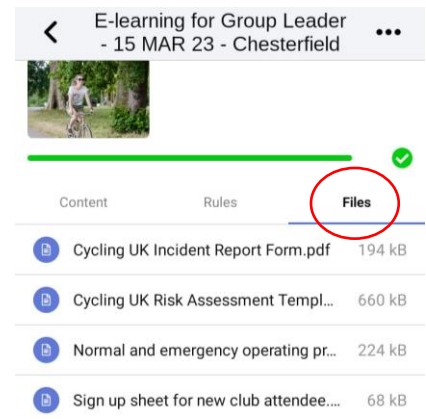 E-learning for Group Leader
- 15 MAR 23 - Chesterfield
Content Rules Files
Cycling UK Incident Report Form.pdf 194 kB
Cycling UK Risk Assessment Templ... 660 kB
Normal and emergency operating pr... 224 kB
Sign up sheet for new club attendee.... 68 kB